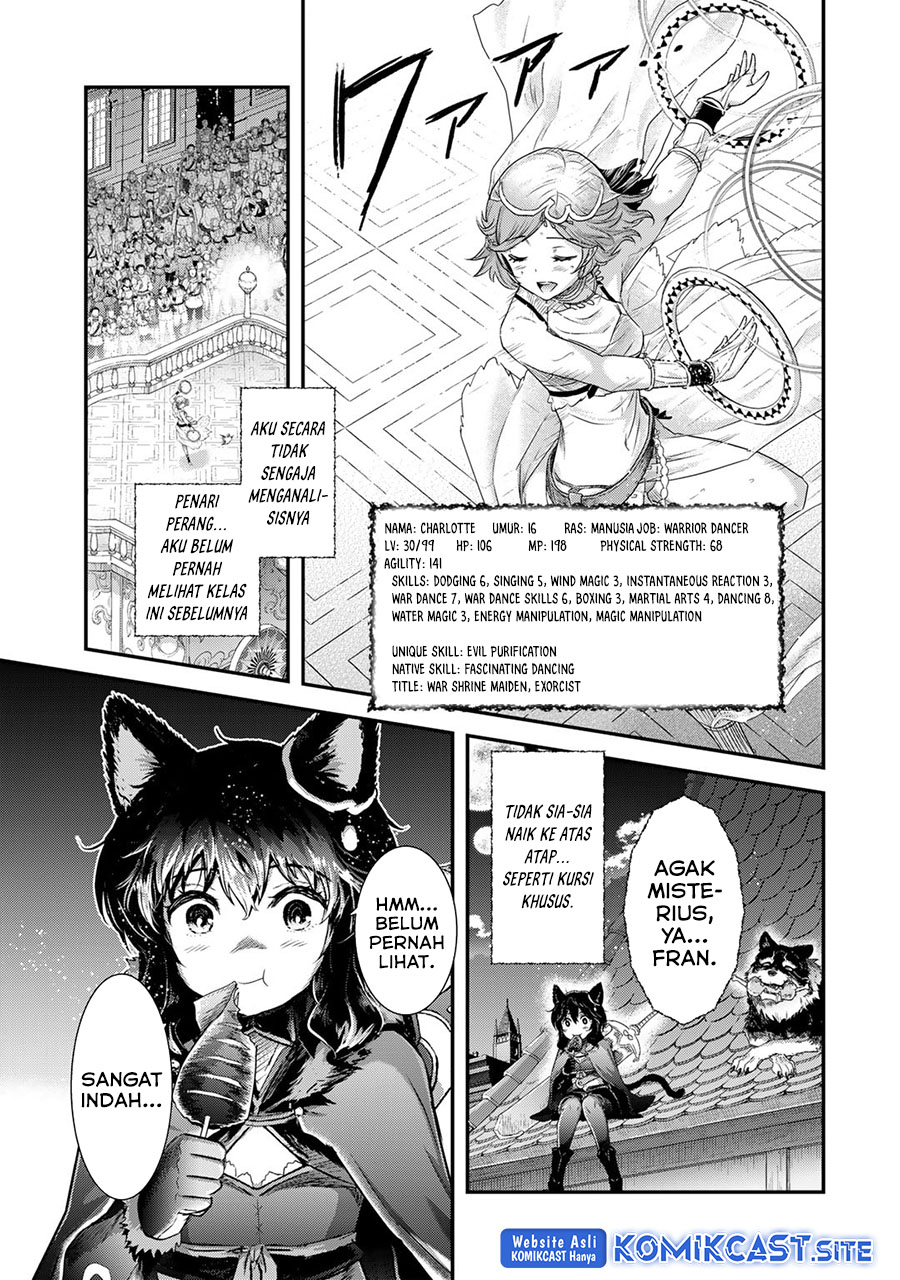 ファアァ
AKU SECARA
TIDAK
SENGAJA
MENGANALI-
SISNYA
PENARI
PERANG...
AKU BELUM
PERNAH
MELIHAT KELAS
INI SEBELUMNYA
NAMA: CHARLOTTE UMUR: 16 RAS: MANUSIA JOB: WARRIOR DANCER
LV: 30/99 HP: 106 MP: 198 PHYSICAL STRENGTH: 68
AGILITY: 141
SKILLS: DODGING 6, SINGING 5, WIND MAGIC 3, INSTANTANEOUS REACTION 3,
WAR DANCE 7, WAR DANCE SKILLS 6, BOXING 3, MARTIAL ARTS 4, DANCING 8,
WATER MAGIC 3, ENERGY MANIPULATION, MAGIC MANIPULATION
UNIQUE SKILL: EVIL PURIFICATION
NATIVE SKILL: FASCINATING DANCING
TITLE: WAR SHRINE MAIDEN, EXORCIST
AGAK
MISTE-
RIUS,
YA...
FRAN.
TIDAK SIA-SIA
NAIK KE ATAS
ATAP...
SEPERTI KURSI
KHUSUS.
HMM...
BELUM
PERNAH
LIHAT.
SANGAT
INDAH...
Website Asli
KOMIKCAST Hanya
KOMIKCAST.SITE